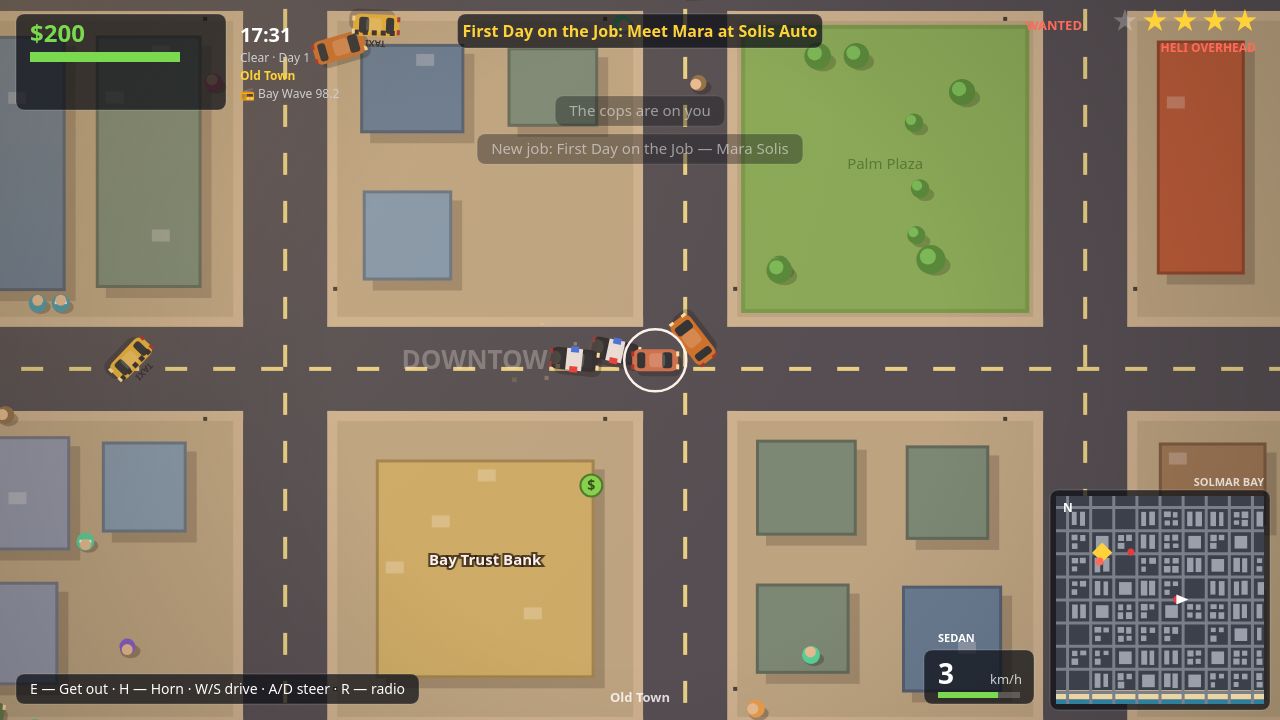 $200
17:31
Clear · Day 1
Old Town
Bay Wave 98.2
TAXI
First Day on the Job: Meet Mara at Solis Auto
WANTED
HELI OVERHEAD
The cops are on you
New job: First Day on the Job — Mara Solis
Palm Plaza
DOWNTOW
TAXI
$
Bay Trust Bank
SOLMAR BAY
N
SEDAN
3 km/h
E — Get out · H — Horn · W/S drive · A/D steer · R — radio
Old Town